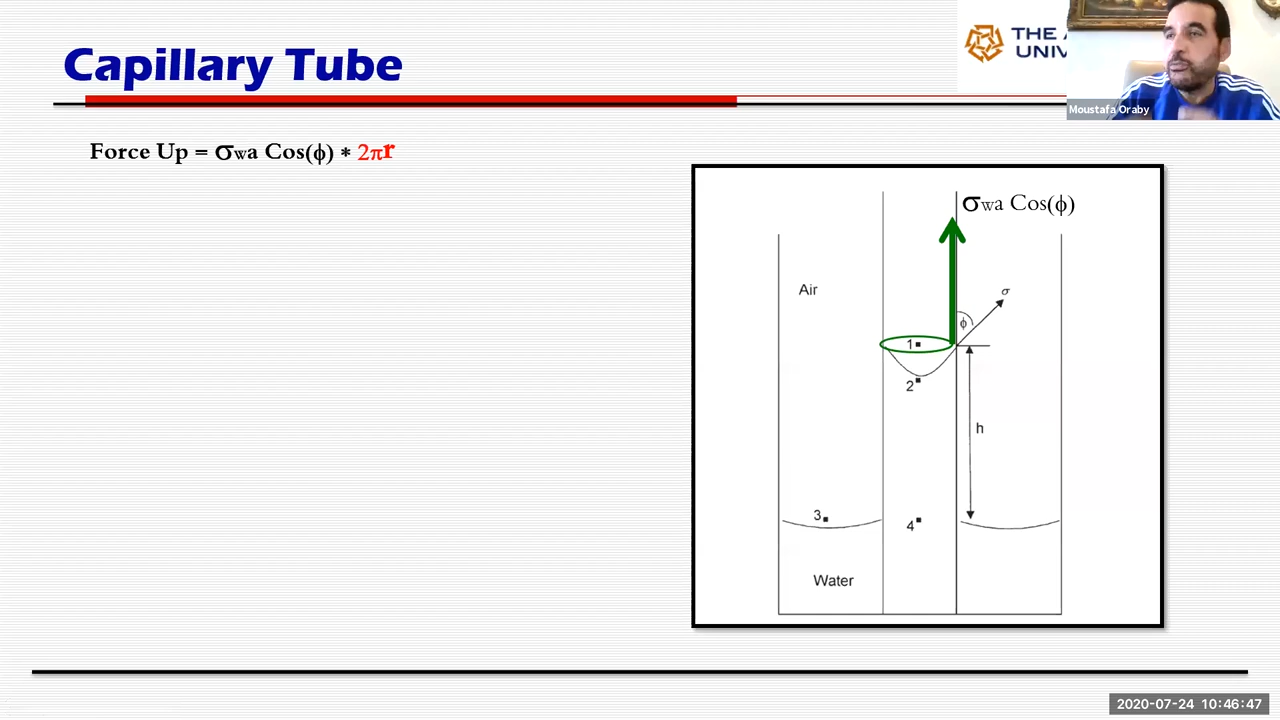 Capillary Tube
THE
UNIV
Moustafa Oraby
Force Up = σwa Cos(ϕ) * 2πr
σwa Cos(ϕ)
Air
σ
ϕ
1
2
h
3
4
Water
2020-07-24 10:46:47